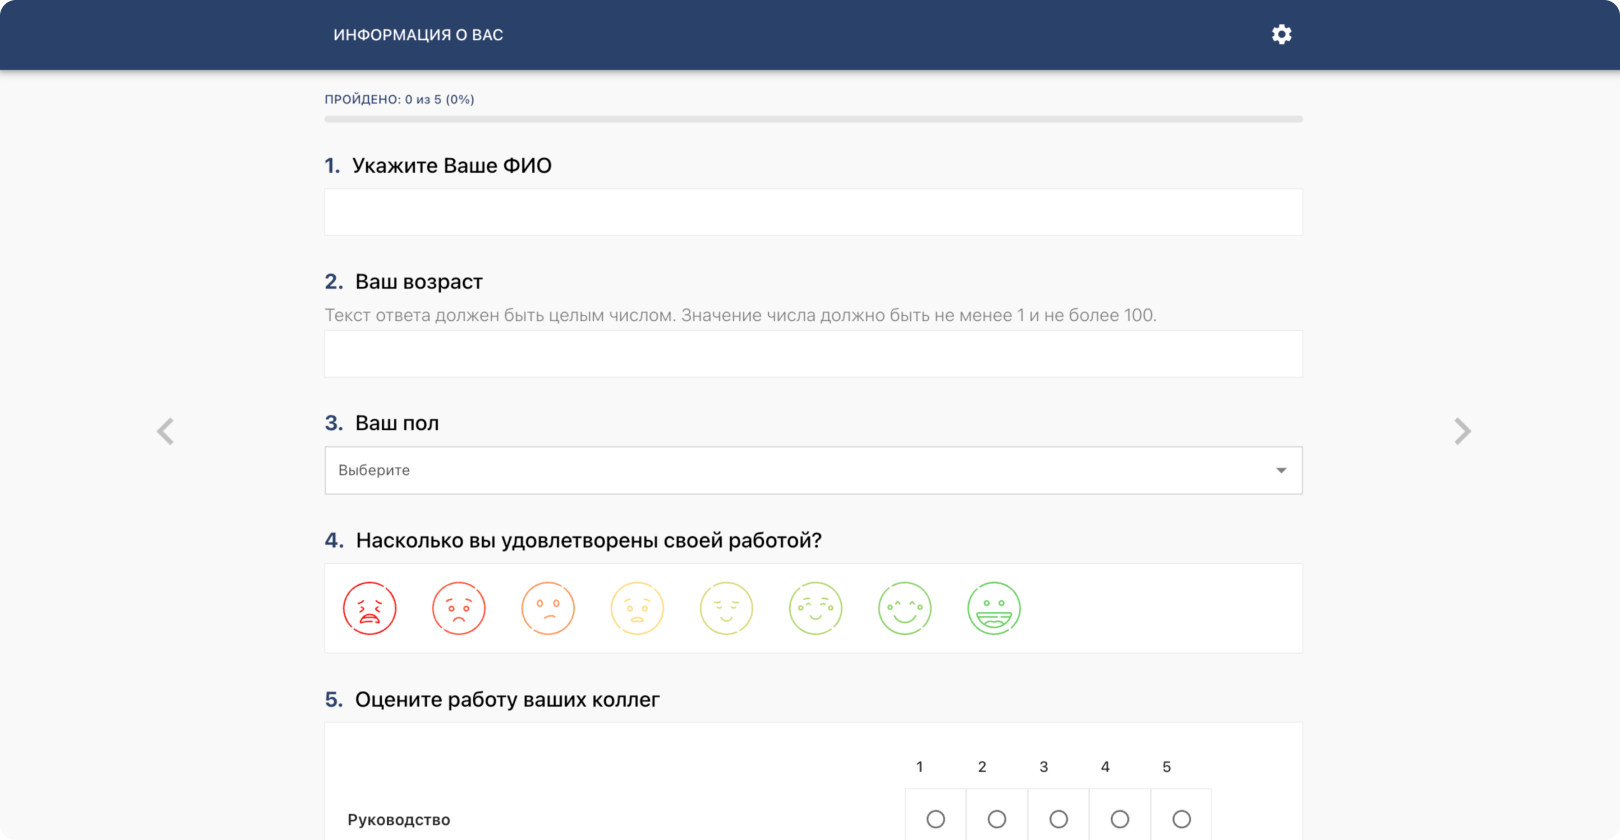 ИНФОРМАЦИЯ О ВАС
ПРОЙДЕНО: 0 из 5 (0%)
1. Укажите Ваше ФИО
2. Ваш возраст
Текст ответа должен быть целым числом. Значение числа должно быть не менее 1 и не более 100.
3. Ваш пол
Выберите
4. Насколько вы удовлетворены своей работой?
5. Оцените работу ваших коллег
1 2 3 4 5
Руководство